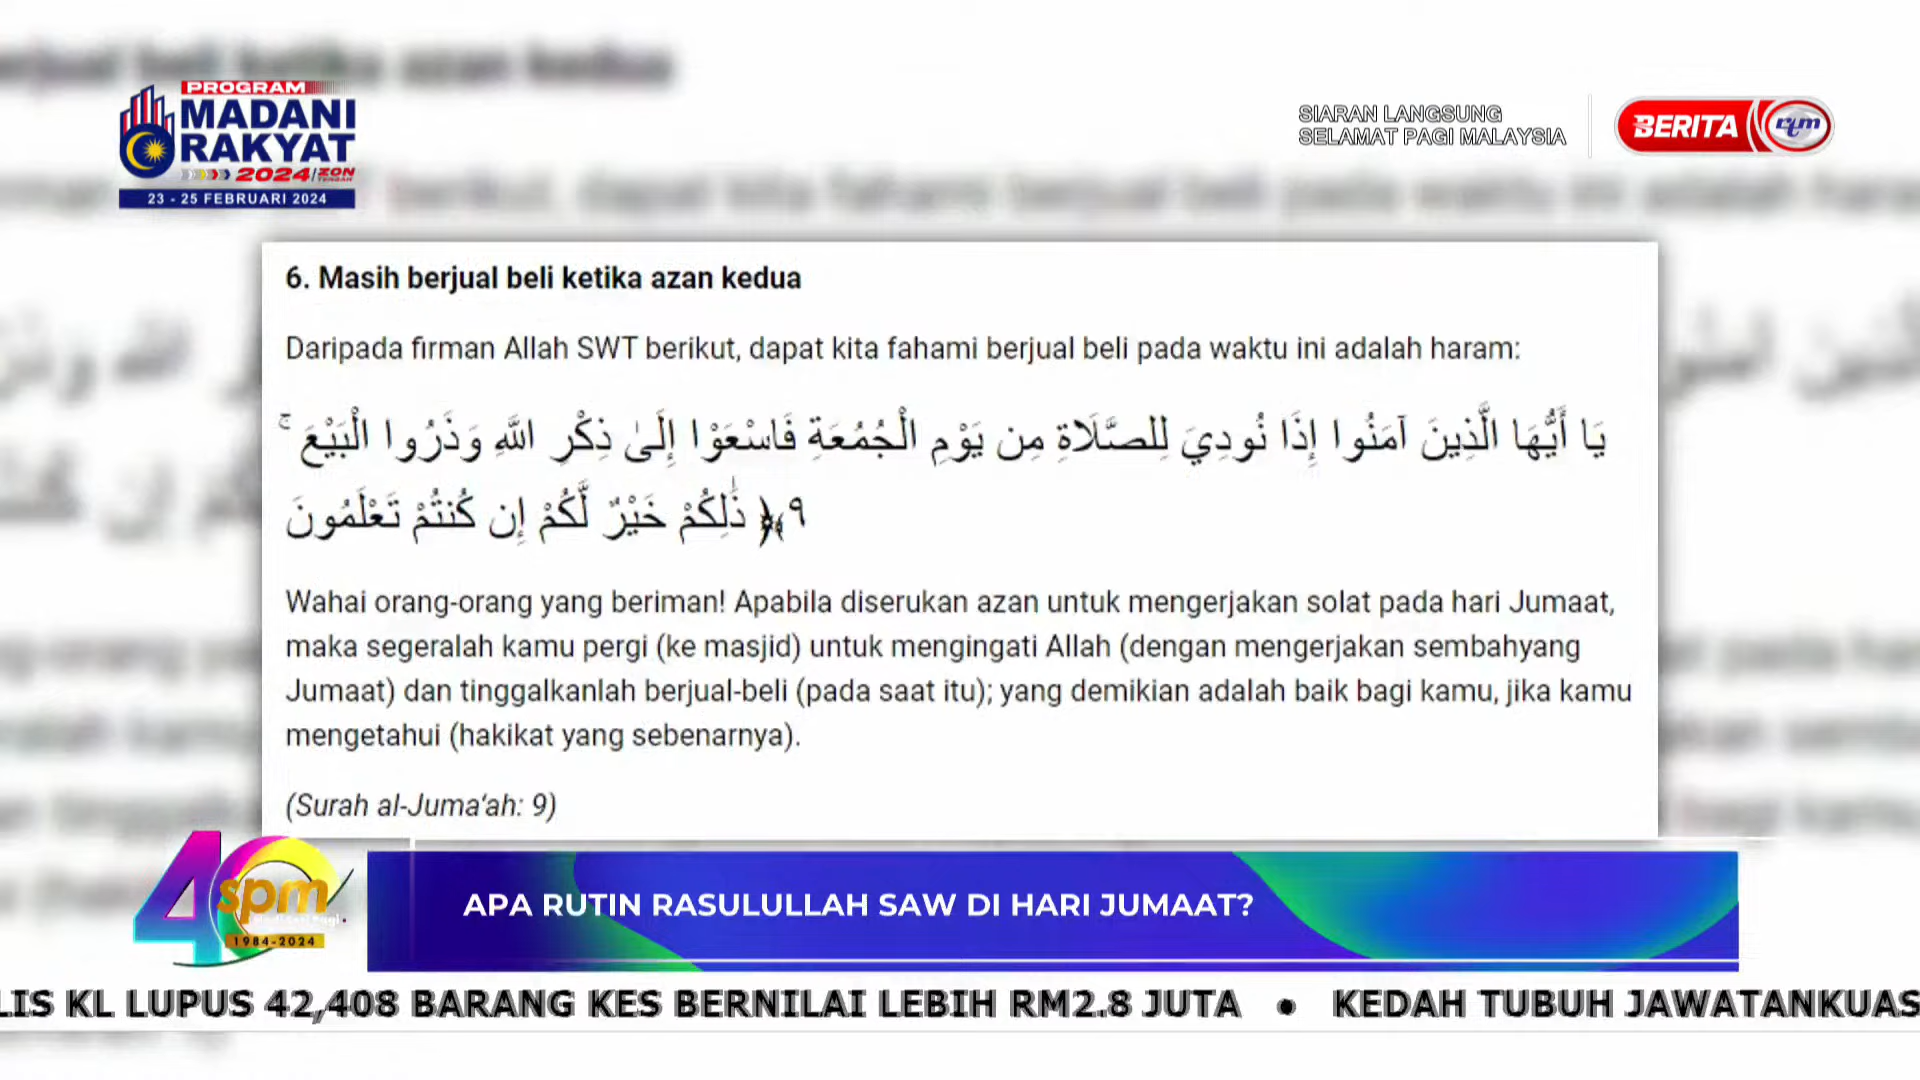 PROGRAM
MADANI
RAKYAT
2024/ZON TENGAH
23 - 25 FEBRUARI 2024
SIARAN LANGSUNG
SELAMAT PAGI MALAYSIA
BERITA rtm
6. Masih berjual beli ketika azan kedua
Daripada firman Allah SWT berikut, dapat kita fahami berjual beli pada waktu ini adalah haram:
يَا أَيُّهَا الَّذِينَ آمَنُوا إِذَا نُودِيَ لِلصَّلَاةِ مِن يَوْمِ الْجُمُعَةِ فَاسْعَوْا إِلَىٰ ذِكْرِ اللَّهِ وَذَرُوا الْبَيْعَ ۚ
ذَٰلِكُمْ خَيْرٌ لَّكُمْ إِن كُنتُمْ تَعْلَمُونَ ﴿٩﴾
Wahai orang-orang yang beriman! Apabila diserukan azan untuk mengerjakan solat pada hari Jumaat,
maka segeralah kamu pergi (ke masjid) untuk mengingati Allah (dengan mengerjakan sembahyang
Jumaat) dan tinggalkanlah berjual-beli (pada saat itu); yang demikian adalah baik bagi kamu, jika kamu
mengetahui (hakikat yang sebenarnya).
(Surah al-Juma‘ah: 9)
40 spm
1984-2024
APA RUTIN RASULULLAH SAW DI HARI JUMAAT?
LIS KL LUPUS 42,408 BARANG KES BERNILAI LEBIH RM2.8 JUTA • KEDAH TUBUH JAWATANKUAS